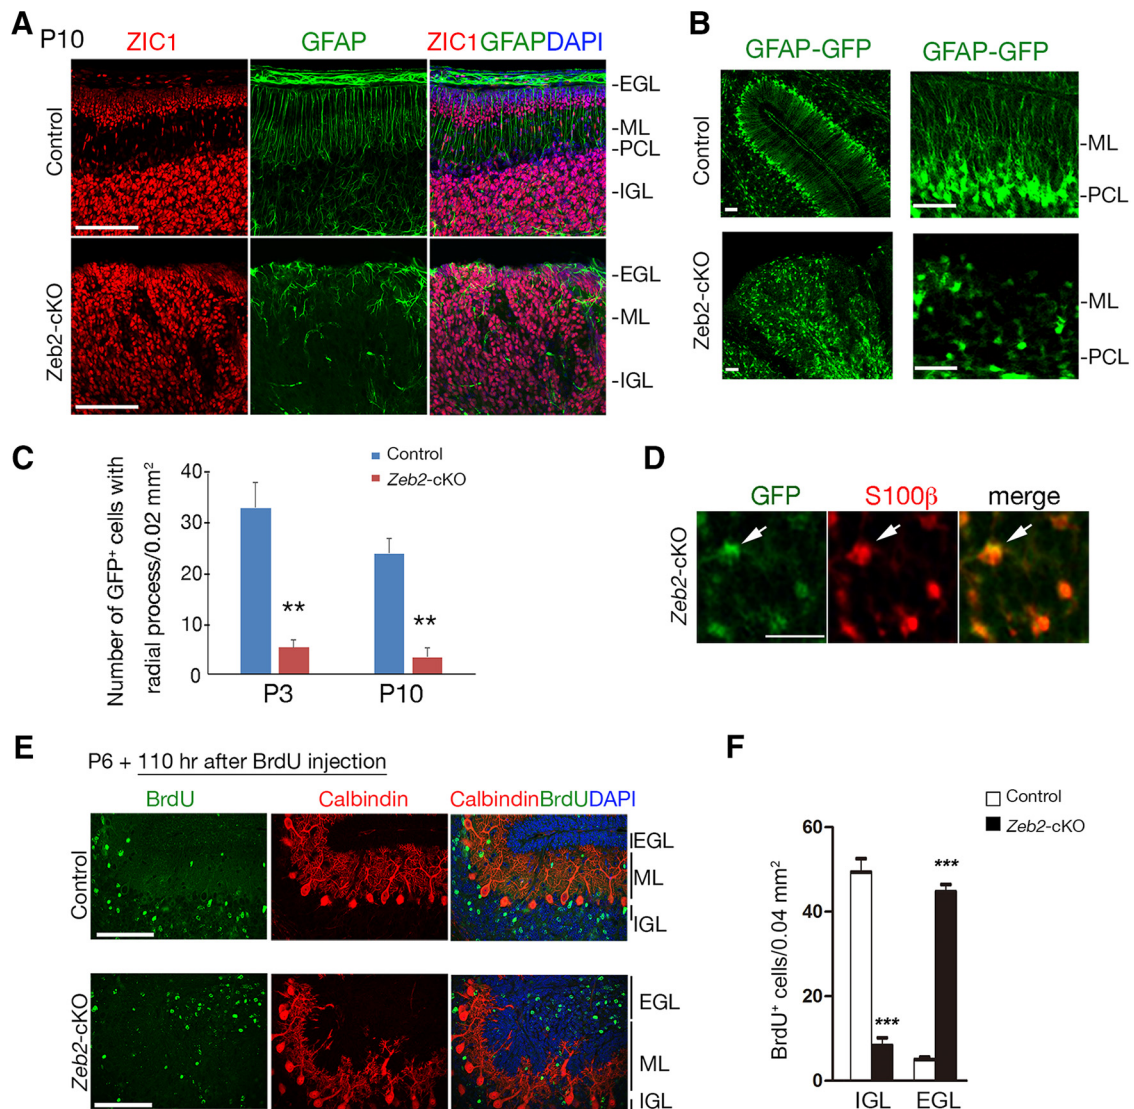 A
P10
ZIC1
GFAP
ZIC1GFAPDAPI
Control
-EGL
-ML
-PCL
-IGL
Zeb2-cKO
-EGL
-ML
-IGL
B
GFAP-GFP
GFAP-GFP
Control
-ML
-PCL
Zeb2-cKO
-ML
-PCL
C
Number of GFP+ cells with
radial process/0.02 mm²
Control
Zeb2-cKO
40
30
20
10
0
**
**
P3
P10
D
GFP
S100β
merge
Zeb2-cKO
E
P6 + 110 hr after BrdU injection
BrdU
Calbindin
CalbindinBrdUDAPI
Control
EGL
ML
IGL
Zeb2-cKO
EGL
ML
IGL
F
Control
Zeb2-cKO
BrdU+ cells/0.04 mm²
60
40
20
0
***
***
IGL
EGL